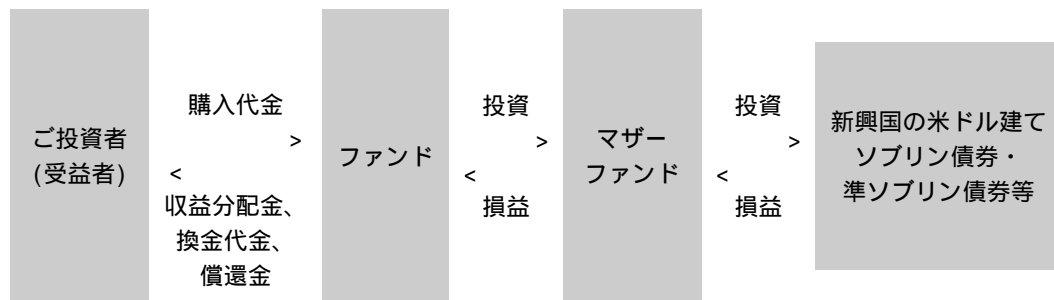 ご投資者
(受益者)
購入代金
>
<
収益分配金、
換金代金、
償還金
ファンド
投資
>
<
損益
マザー
ファンド
投資
>
<
損益
新興国の米ドル建て
ソブリン債券・
準ソブリン債券等